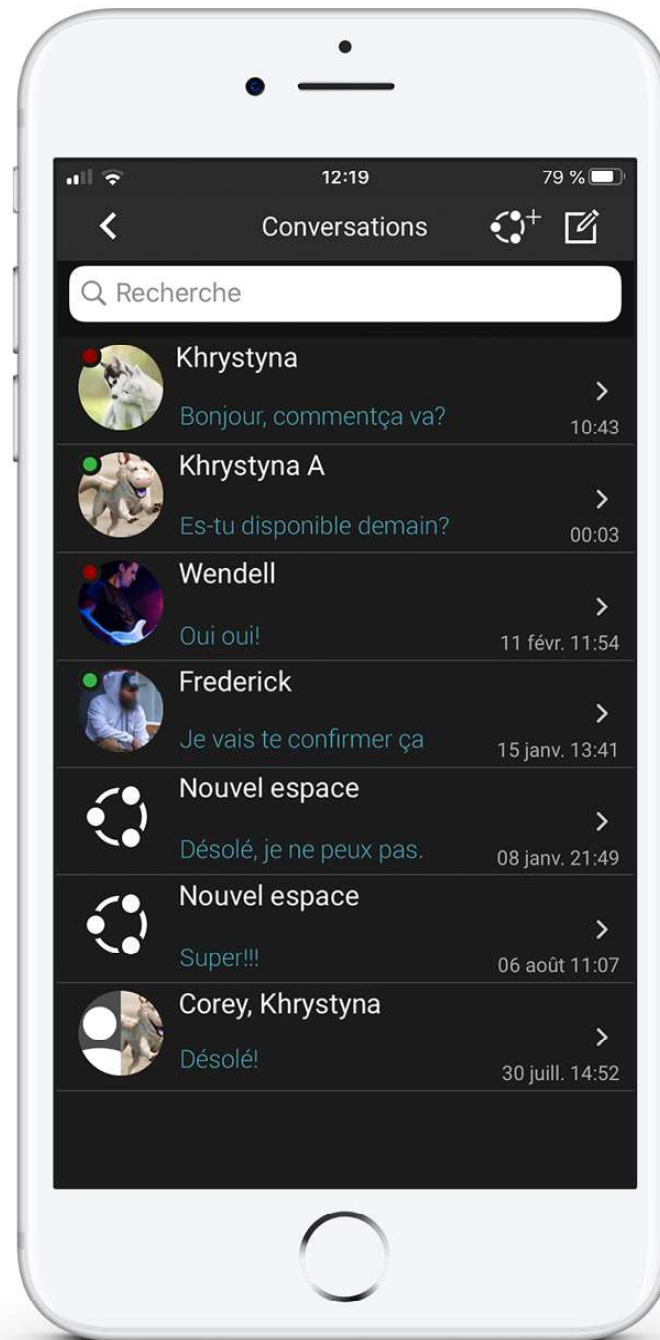 12:19
79 %
Conversations
Recherche
Khrystyna
Bonjour, commentça va?
10:43
Khrystyna A
Es-tu disponible demain?
00:03
Wendell
Oui oui!
11 févr. 11:54
Frederick
Je vais te confirmer ça
15 janv. 13:41
Nouvel espace
Désolé, je ne peux pas.
08 janv. 21:49
Nouvel espace
Super!!!
06 août 11:07
Corey, Khrystyna
Désolé!
30 juill. 14:52